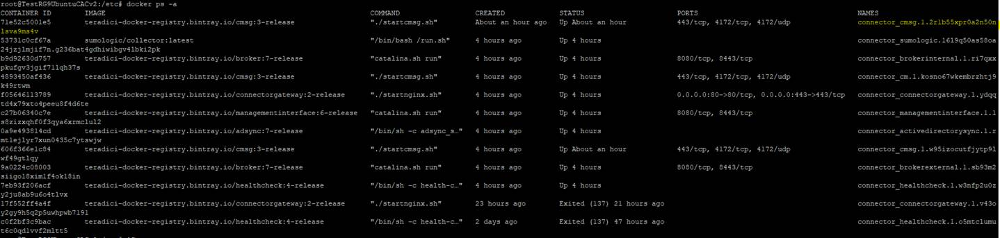 root@TestRG9UbuntuCACv2:/etc# docker ps -a
CONTAINER ID IMAGE COMMAND CREATED STATUS PORTS NAMES
71e52c5001e5 teradici-docker-registry.bintray.io/cmsg:3-release "./startcmsg.sh" About an hour ago Up About an hour 443/tcp, 4172/tcp, 4172/udp connector_cmsg.1.2r1b55xpr0a2n50n
lsva9ms4v
53731c0cf67a sumologic/collector:latest "/bin/bash /run.sh" 4 hours ago Up 4 hours connector_sumologic.16l9q50as58oa
24jzjlmjif7n.g236bat4gdhiwibgv4lbki2pk
b9d92630d757 teradici-docker-registry.bintray.io/broker:7-release "catalina.sh run" 4 hours ago Up 4 hours 8080/tcp, 8443/tcp connector_brokerinternal.1.ri7qxx
pkufgv3jgif71lqh37s
4893450af436 teradici-docker-registry.bintray.io/cmsg:3-release "./startcmsg.sh" 4 hours ago Up 4 hours 443/tcp, 4172/tcp, 4172/udp connector_cm.1.kosno67wkembrzhtj9
k49rtwm
f05646113789 teradici-docker-registry.bintray.io/connectorgateway:2-release "./startnginx.sh" 4 hours ago Up 4 hours 0.0.0.0:80->80/tcp, 0.0.0.0:443->443/tcp connector_connectorgateway.1.ydqq
td4x79xto4peeu8f4d6te
c27b06340c7e teradici-docker-registry.bintray.io/managementinterface:6-release "catalina.sh run" 4 hours ago Up 4 hours 8080/tcp, 8443/tcp connector_managementinterface.1.1
s8zizxqhf0f3qya6xrmclul2
0a9e493814cd teradici-docker-registry.bintray.io/adsync:7-release "/bin/sh -c adsync_s…" 4 hours ago Up 4 hours connector_activedirectorysync.1.r
mt1ejlyr7xun0435c7ytswjw
606f366e1c84 teradici-docker-registry.bintray.io/cmsg:3-release "./startcmsg.sh" 4 hours ago Up About an hour 443/tcp, 4172/tcp, 4172/udp connector_cmsg.1.w95izocutfjytp9l
wf49gtlqy
9a0224c08003 teradici-docker-registry.bintray.io/broker:7-release "catalina.sh run" 4 hours ago Up 4 hours 8080/tcp, 8443/tcp connector_brokerexternal.1.sb93m2
siigol8ximlf4ok18in
7eb93f206acf teradici-docker-registry.bintray.io/healthcheck:4-release "/bin/sh -c health-c…" 4 hours ago Up 4 hours connector_healthcheck.1.w3nfp2u0z
y2ju8ab9u6o4tlvx
17f552ff4a4f teradici-docker-registry.bintray.io/connectorgateway:2-release "./startnginx.sh" 23 hours ago Exited (137) 21 hours ago connector_connectorgateway.1.v43o
y2gy9h5q2p5uwhpwb7191
c0f2bf3c9bac teradici-docker-registry.bintray.io/healthcheck:4-release "/bin/sh -c health-c…" 2 days ago Exited (137) 47 hours ago connector_healthcheck.1.o5mtclumu
t6c0qdlvvf2mltt5